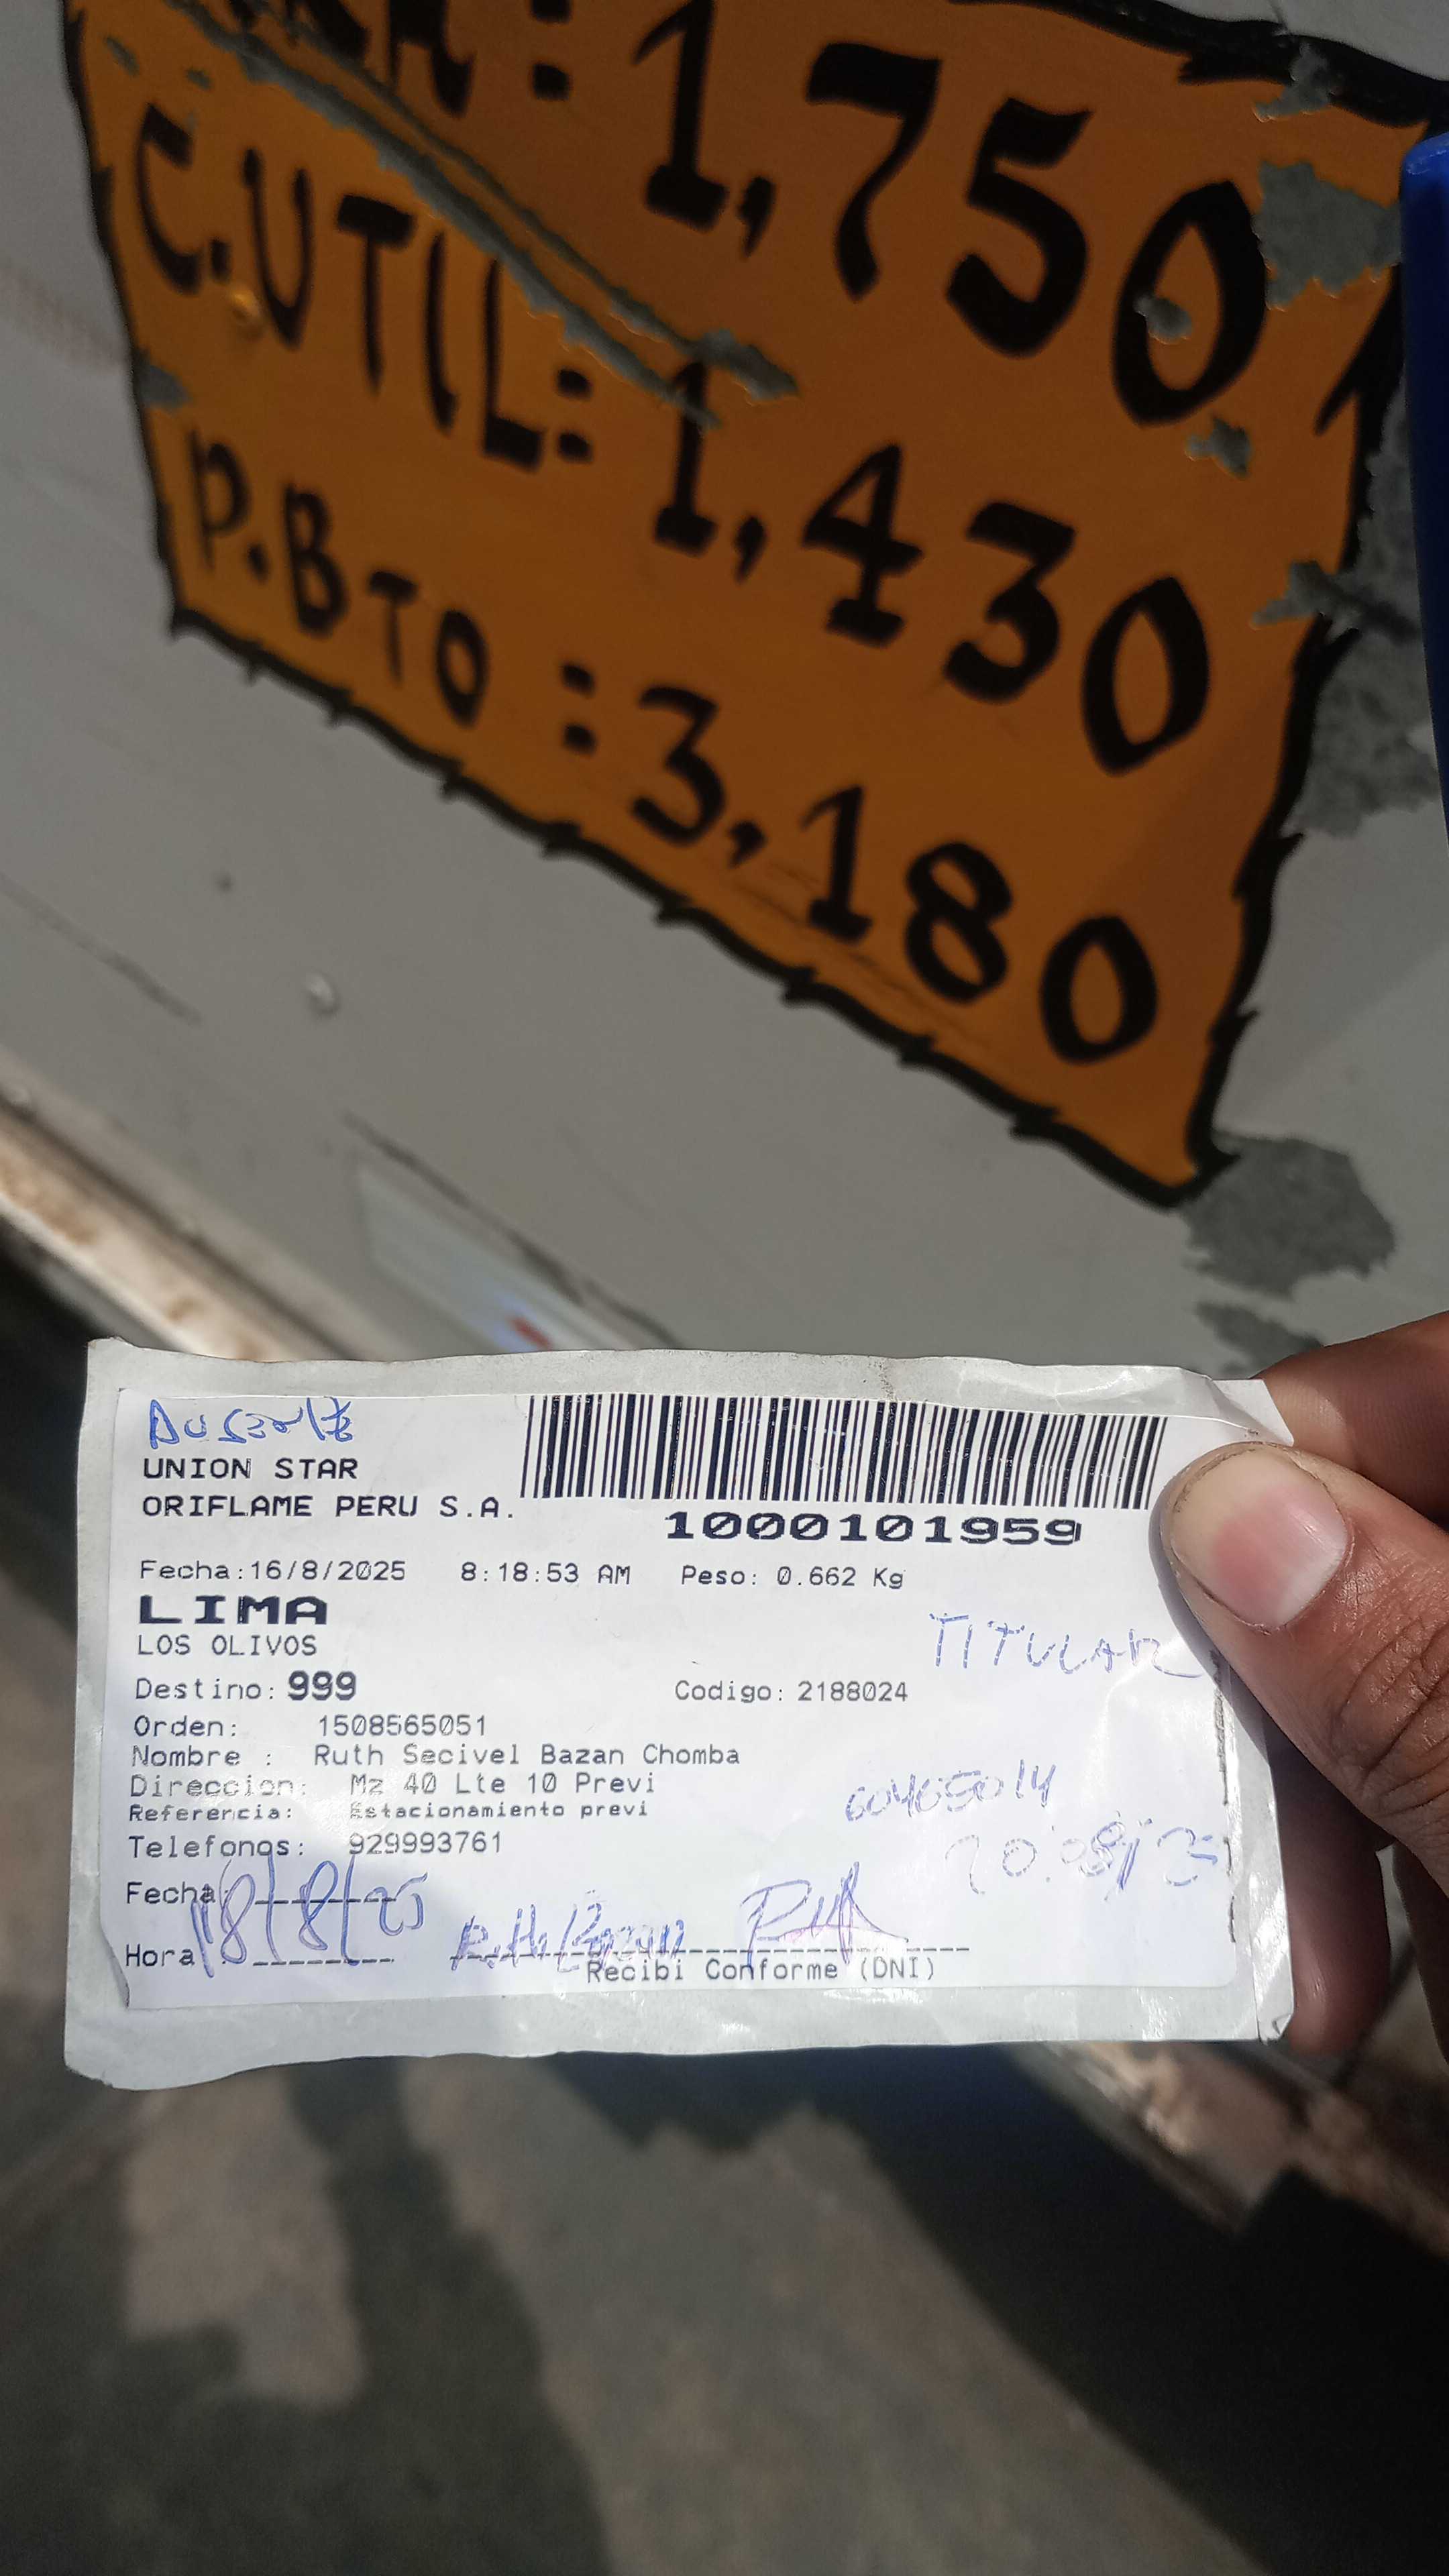 : 1,750
C.UTIL: 1,430
P.BTO : 3,180
Ausente
UNION STAR
ORIFLAME PERU S.A.
1000101959
Fecha:16/8/2025 8:18:53 AM Peso: 0.662 Kg
LIMA
LOS OLIVOS
TITULAR
Destino: 999 Codigo: 2188024
Orden: 1508565051
Nombre : Ruth Secivel Bazan Chomba
Direccion: Mz 40 Lte 10 Previ
Referencia: Estacionamiento previ
Telefonos: 929993761
Fecha: 18/8/25
Ruth Bazan
Hora :
Recibi Conforme (DNI)